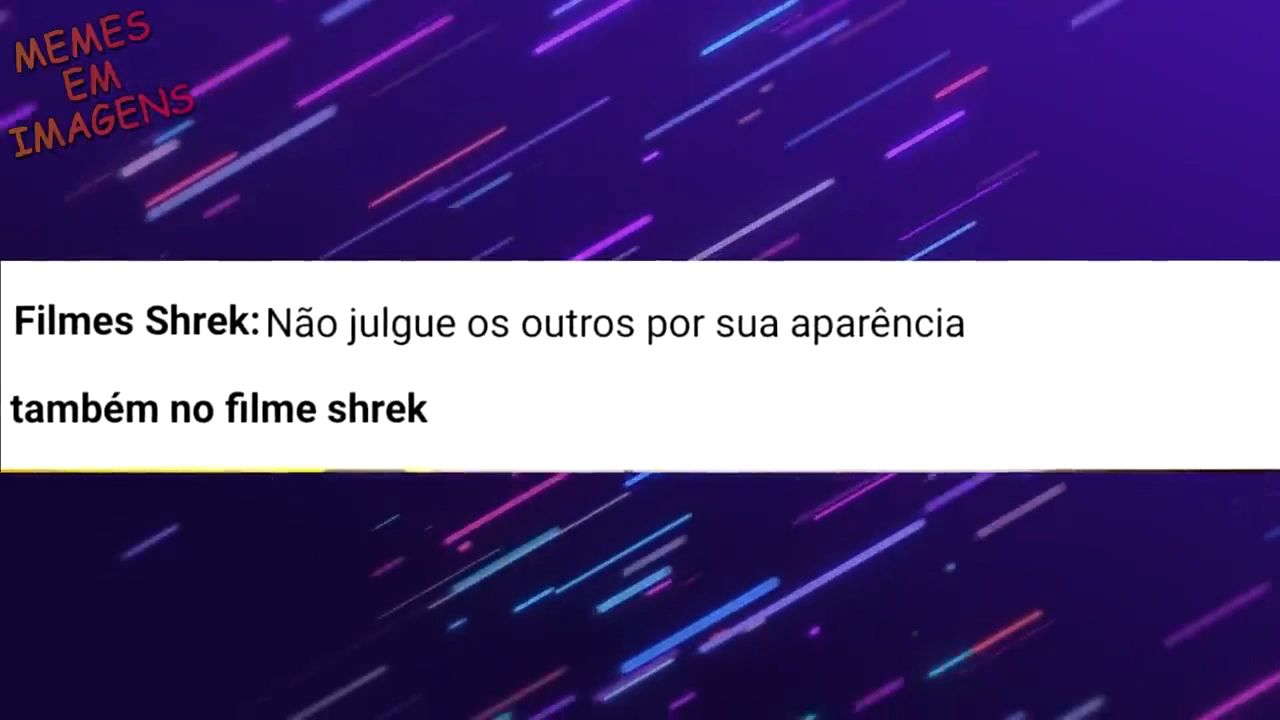 MEMES
EM
IMAGENS
Filmes Shrek: Não julgue os outros por sua aparência
também no filme shrek